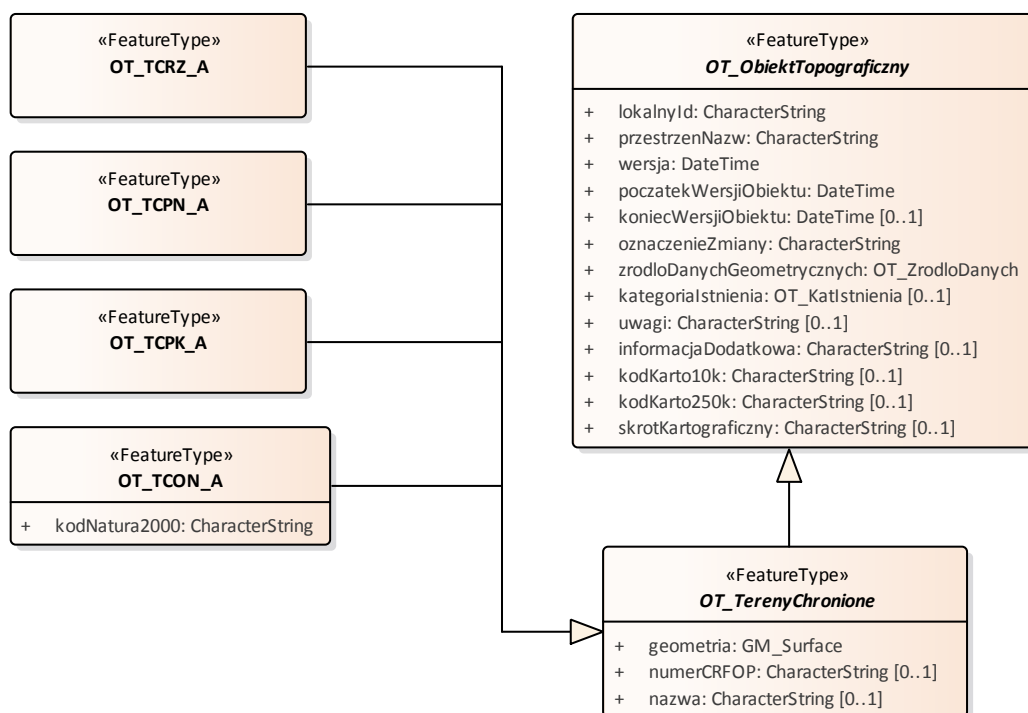 «FeatureType»
OT_TCRZ_A
«FeatureType»
OT_TCPN_A
«FeatureType»
OT_TCPK_A
«FeatureType»
OT_TCON_A
+ kodNatura2000: CharacterString
«FeatureType»
OT_ObiektTopograficzny
+ lokalnyId: CharacterString
+ przestrzenNazw: CharacterString
+ wersja: DateTime
+ poczatekWersjiObiektu: DateTime
+ koniecWersjiObiektu: DateTime [0..1]
+ oznaczenieZmiany: CharacterString
+ zrodloDanychGeometrycznych: OT_ZrodloDanych
+ kategoriaIstnienia: OT_KatIstnienia [0..1]
+ uwagi: CharacterString [0..1]
+ informacjaDodatkowa: CharacterString [0..1]
+ kodKarto10k: CharacterString [0..1]
+ kodKarto250k: CharacterString [0..1]
+ skrotKartograficzny: CharacterString [0..1]
«FeatureType»
OT_TerenyChronione
+ geometria: GM_Surface
+ numerCRFOP: CharacterString [0..1]
+ nazwa: CharacterString [0..1]